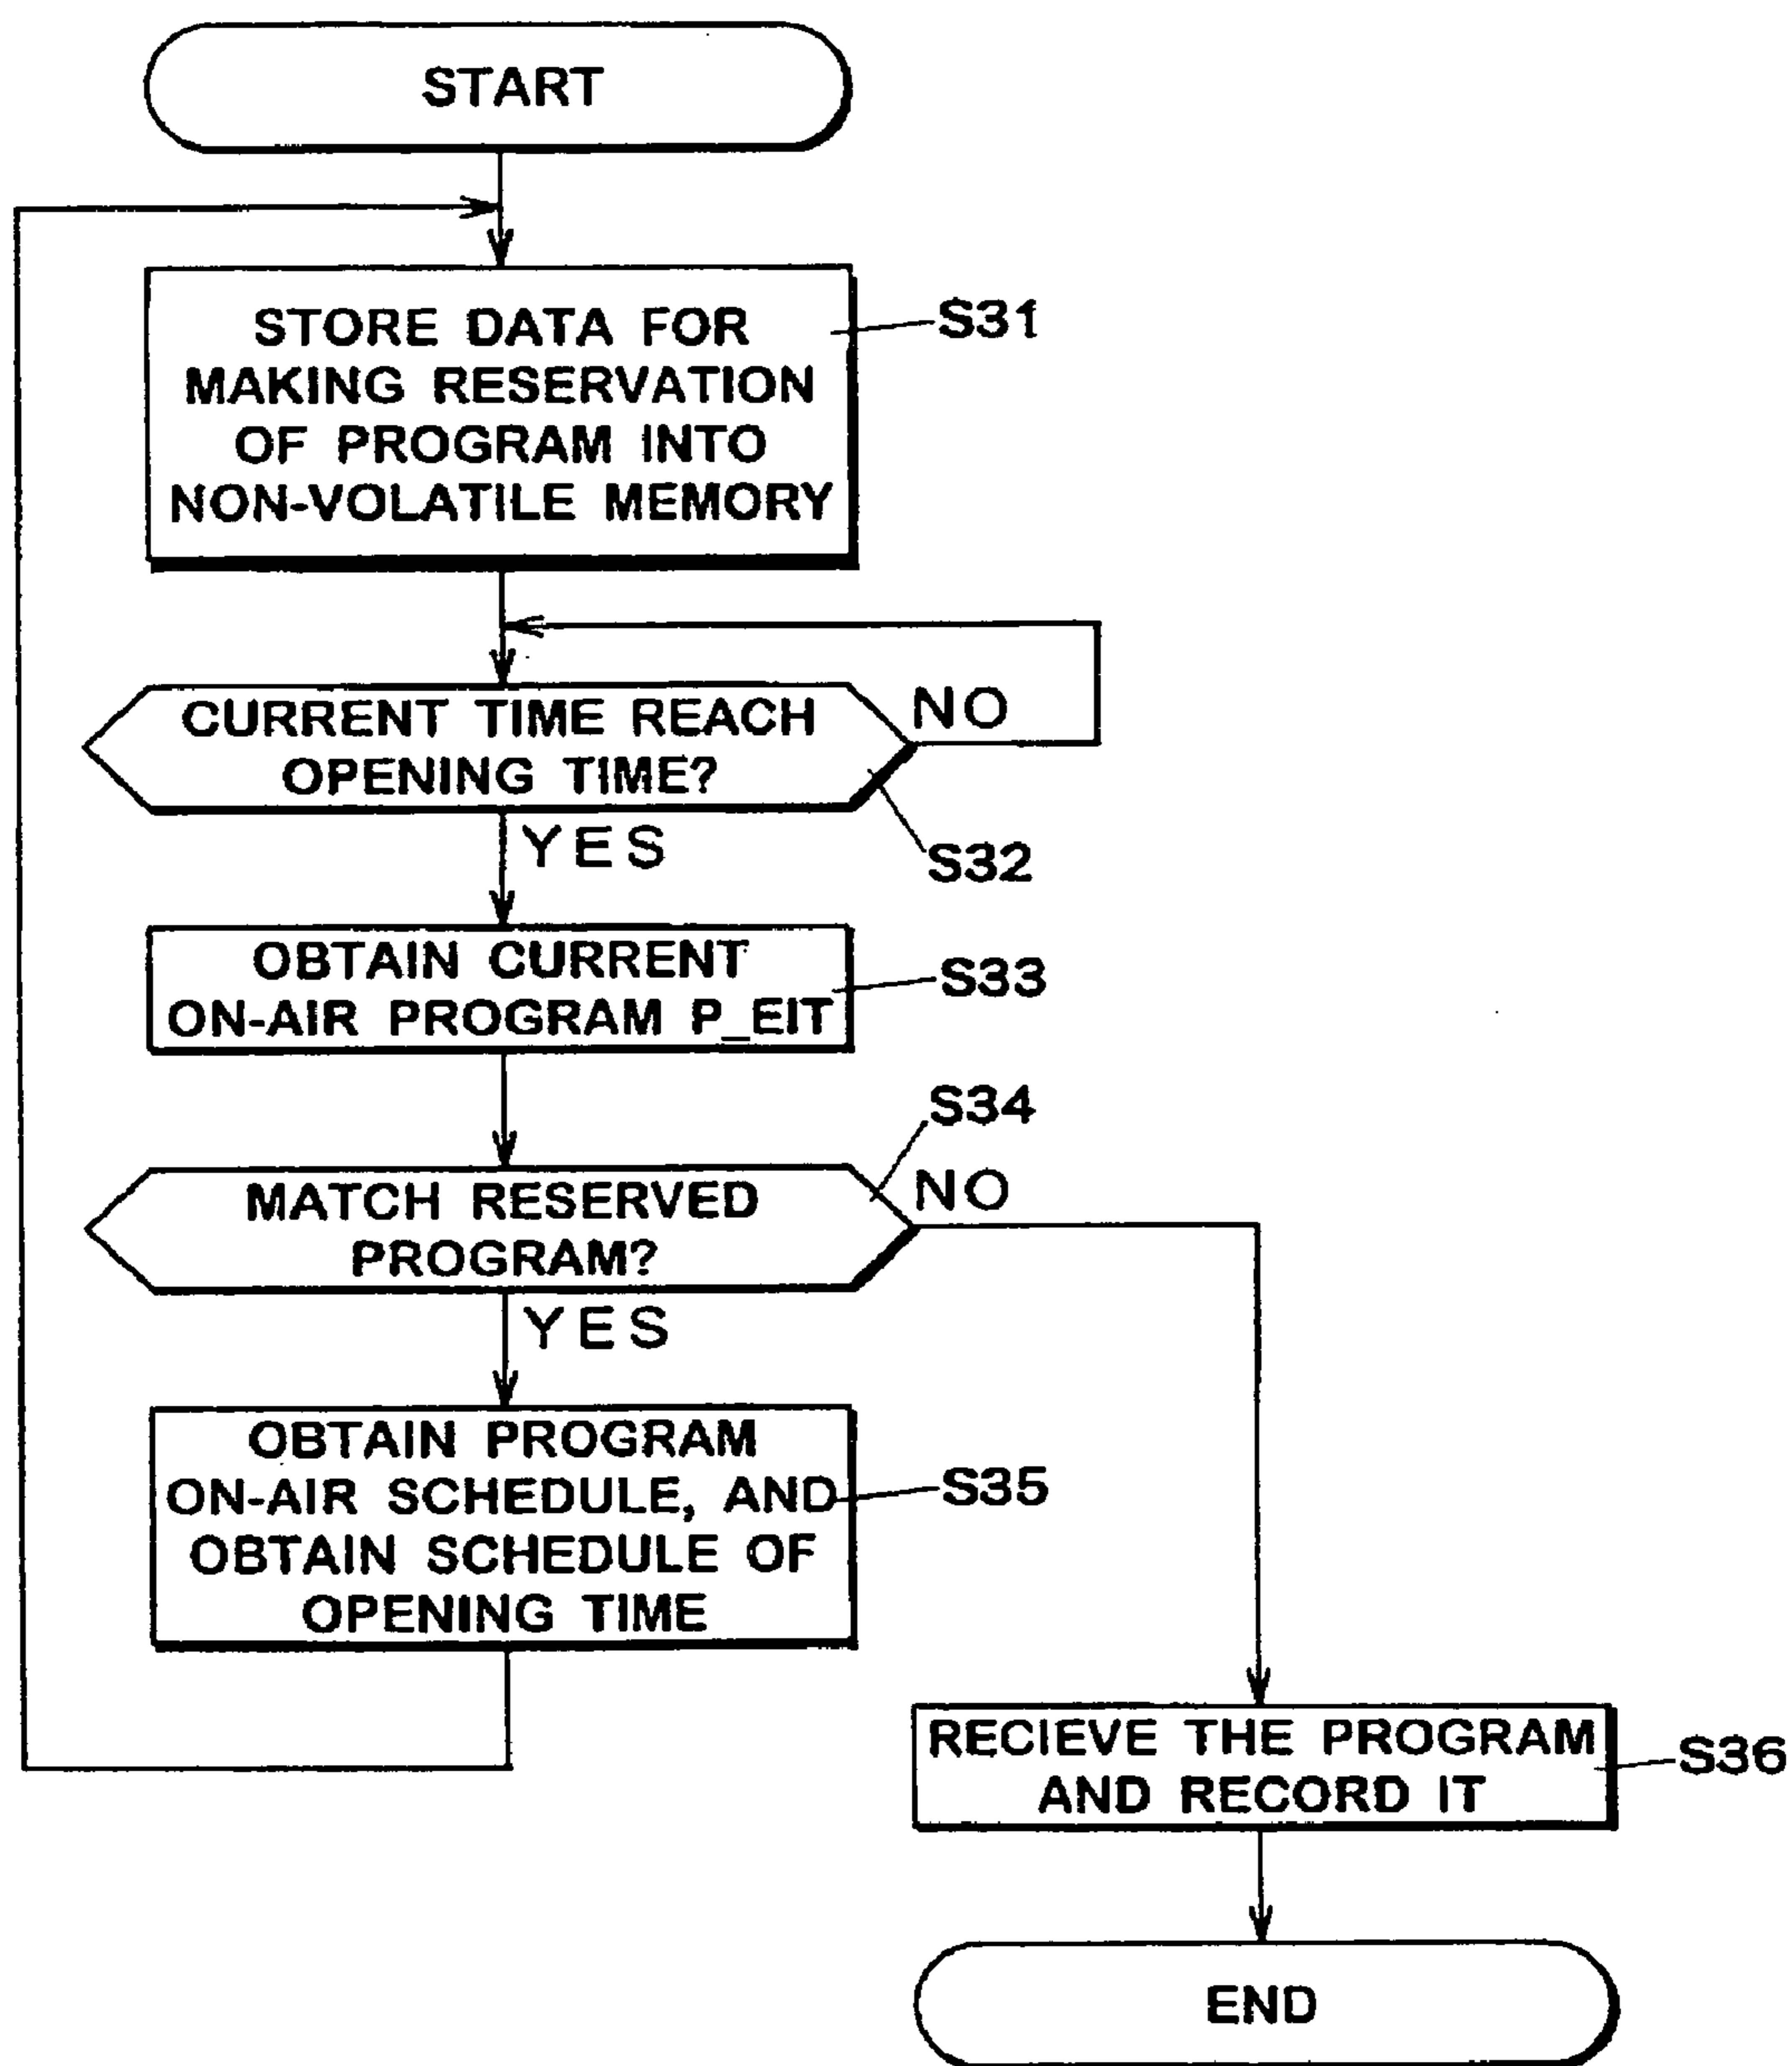 START
STORE DATA FOR
MAKING RESERVATION
OF PROGRAM INTO
NON-VOLATILE MEMORY
S31
CURRENT TIME REACH
OPENING TIME?
NO
S32
YES
OBTAIN CURRENT
ON-AIR PROGRAM P_EIT
S33
S34
MATCH RESERVED
PROGRAM?
NO
YES
OBTAIN PROGRAM
ON-AIR SCHEDULE, AND
OBTAIN SCHEDULE OF
OPENING TIME
S35
RECIEVE THE PROGRAM
AND RECORD IT
S36
END